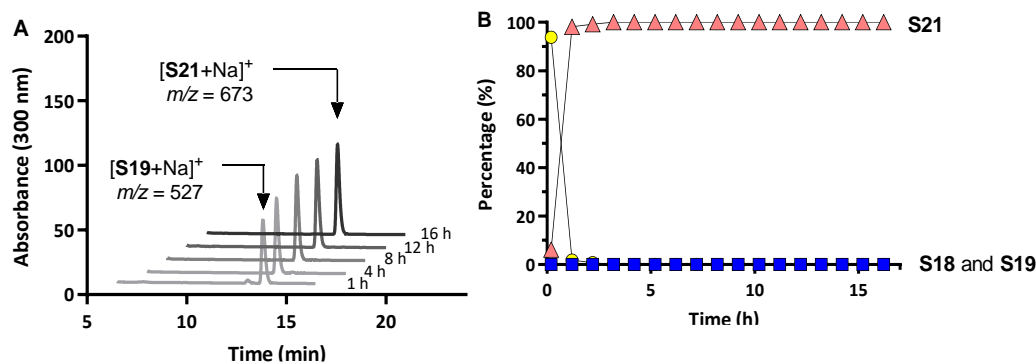 A
200
150
100
50
0
Absorbance (300 nm)
[S21+Na]+
m/z = 673
[S19+Na]+
m/z = 527
16 h
12 h
8 h
4 h
1 h
5
10
15
20
Time (min)
B
100
80
60
40
20
0
Percentage (%)
S21
S18 and S19
0
5
10
15
Time (h)